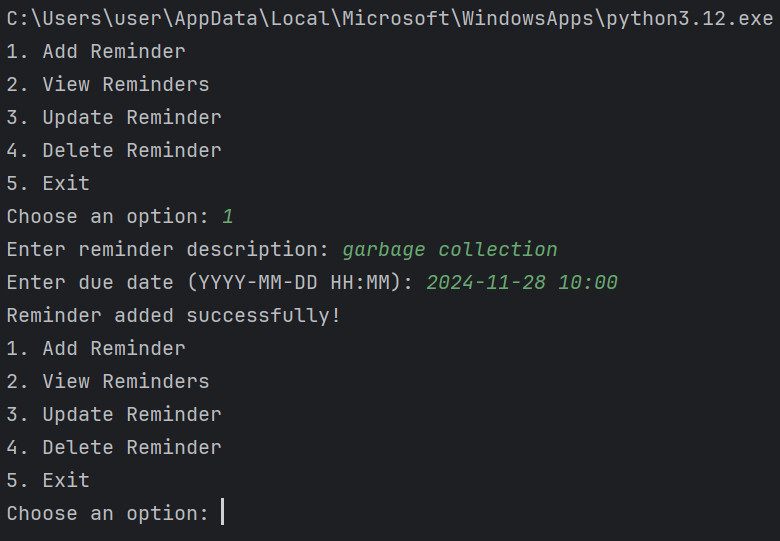 C:\Users\user\AppData\Local\Microsoft\WindowsApps\python3.12.exe
1. Add Reminder
2. View Reminders
3. Update Reminder
4. Delete Reminder
5. Exit
Choose an option: 1
Enter reminder description: garbage collection
Enter due date (YYYY-MM-DD HH:MM): 2024-11-28 10:00
Reminder added successfully!
1. Add Reminder
2. View Reminders
3. Update Reminder
4. Delete Reminder
5. Exit
Choose an option: